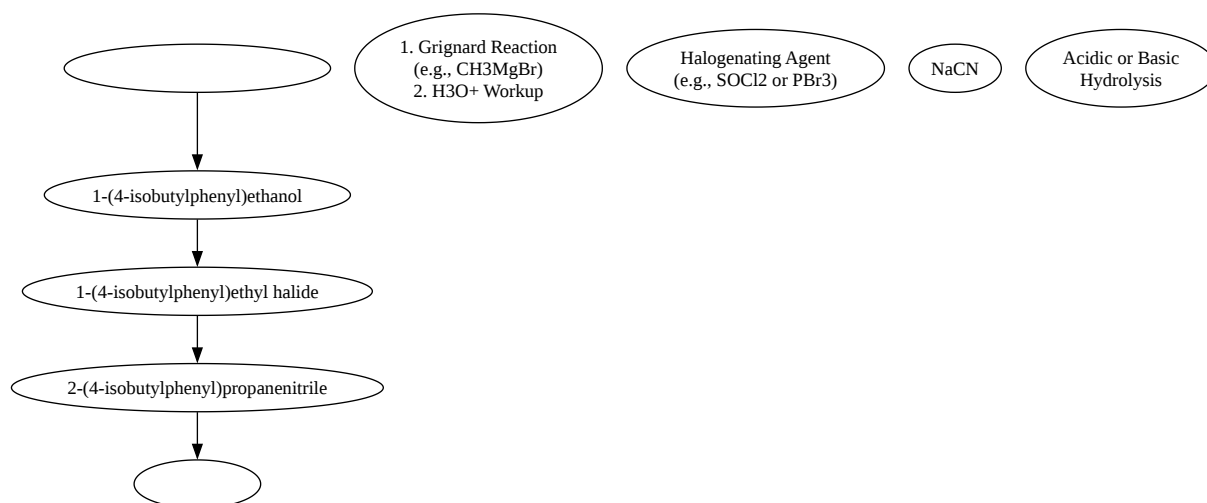 1. Grignard Reaction
(e.g., CH3MgBr)
2. H3O+ Workup
Halogenating Agent
(e.g., SOCl2 or PBr3)
NaCN
Acidic or Basic
Hydrolysis
1-(4-isobutylphenyl)ethanol
1-(4-isobutylphenyl)ethyl halide
2-(4-isobutylphenyl)propanenitrile